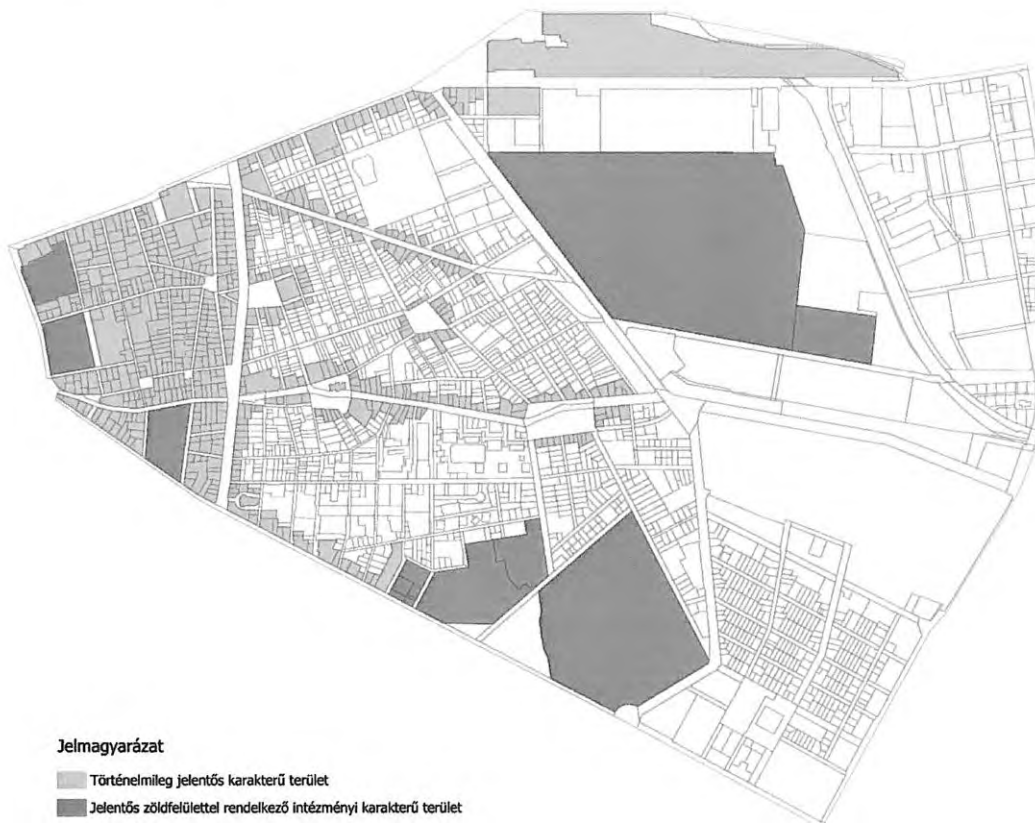 Jelmagyarázat
Történelmileg jelentős karakterű terület
Jelentős zöldfelülettel rendelkező intézményi karakterű terület